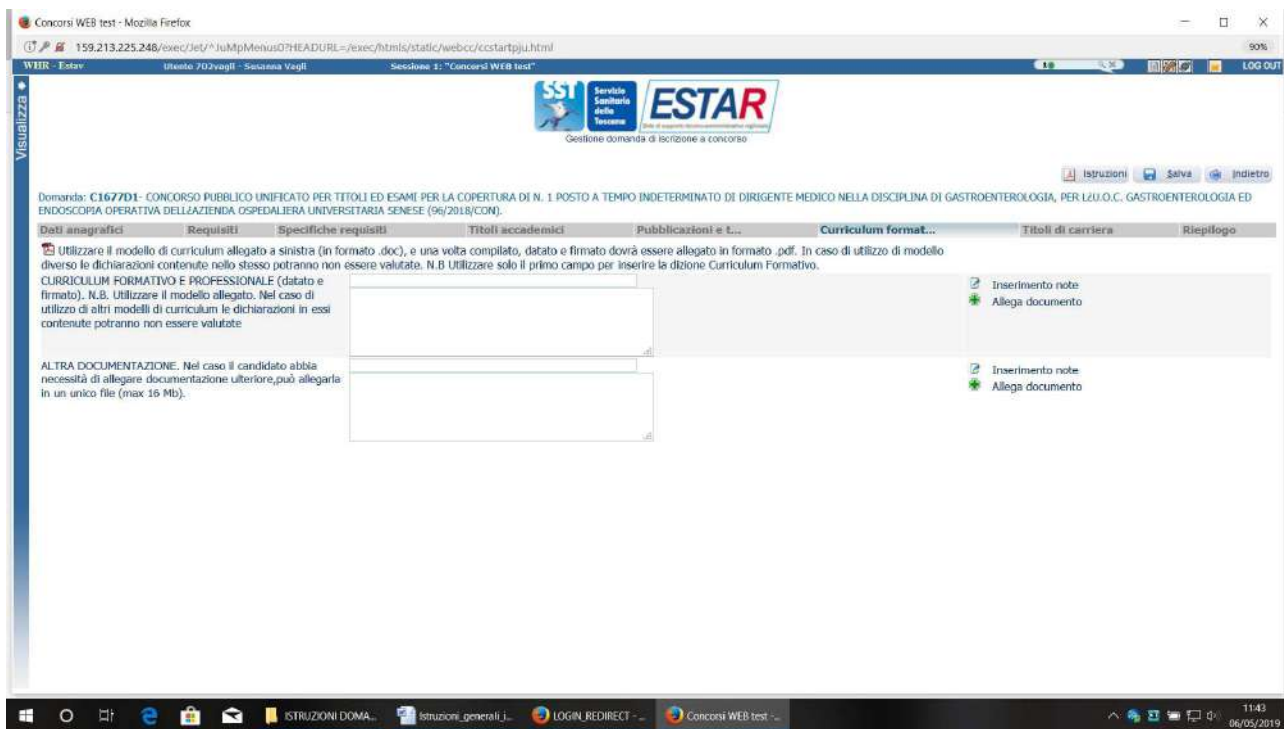 Concorsi WEB test - Mozilla Firefox
159.213.225.248/exec/Jet/^JuMpMenus0?HEADURL=/exec/htmls/static/webcc/ccstartpju.html
90%
WHR - Estav Utente 702vagli - Susanna Vagli Sessione 1: "Concorsi WEB test" LOG OUT
Visualizza
SST Servizio Sanitario della Toscana
ESTAR
Gestione domanda di iscrizione a concorso
Istruzioni Salva Indietro
Domanda: C1677D1- CONCORSO PUBBLICO UNIFICATO PER TITOLI ED ESAMI PER LA COPERTURA DI N. 1 POSTO A TEMPO INDETERMINATO DI DIRIGENTE MEDICO NELLA DISCIPLINA DI GASTROENTEROLOGIA, PER L¿U.O.C. GASTROENTEROLOGIA ED
ENDOSCOPIA OPERATIVA DELL¿AZIENDA OSPEDALIERA UNIVERSITARIA SENESE (96/2018/CON).
Dati anagrafici Requisiti Specifiche requisiti Titoli accademici Pubblicazioni e t... Curriculum format... Titoli di carriera Riepilogo
Utilizzare il modello di curriculum allegato a sinistra (in formato .doc), e una volta compilato, datato e firmato dovrà essere allegato in formato .pdf. In caso di utilizzo di modello
diverso le dichiarazioni contenute nello stesso potranno non essere valutate. N.B Utilizzare solo il primo campo per inserire la dizione Curriculum Formativo.
CURRICULUM FORMATIVO E PROFESSIONALE (datato e
firmato). N.B. Utilizzare il modello allegato. Nel caso di
utilizzo di altri modelli di curriculum le dichiarazioni in essi
contenute potranno non essere valutate
Inserimento note
Allega documento
ALTRA DOCUMENTAZIONE. Nel caso il candidato abbia
necessità di allegare documentazione ulteriore,può allegarla
in un unico file (max 16 Mb).
Inserimento note
Allega documento
ISTRUZIONI DOMA... Istruzioni_generali_i... LOGIN_REDIRECT - ... Concorsi WEB test -...
11:43
06/05/2019